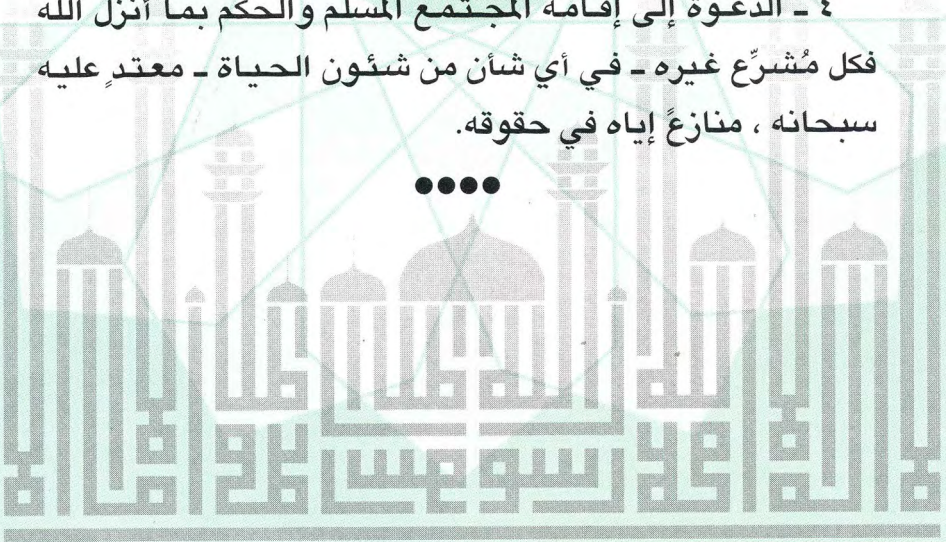 ٤ ـ الدعوة إلى إقامة المجتمع المسلم والحكم بما أنزل الله
فكل مُشرِّع غيره ـ في أي شأن من شئون الحياة ـ معتدٍ عليه
سبحانه ، منازعً إياه في حقوقه.